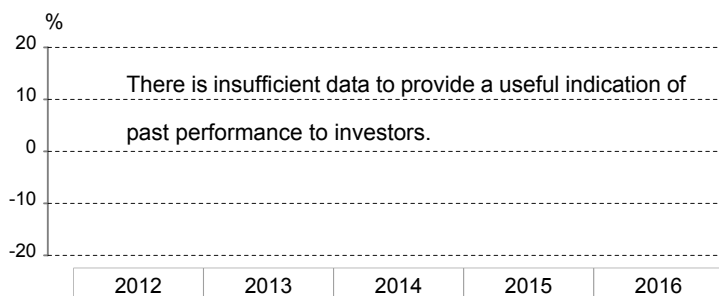 %
20
There is insufficient data to provide a useful indication of
10
past performance to investors.
0
-10
-20
2012 2013 2014 2015 2016